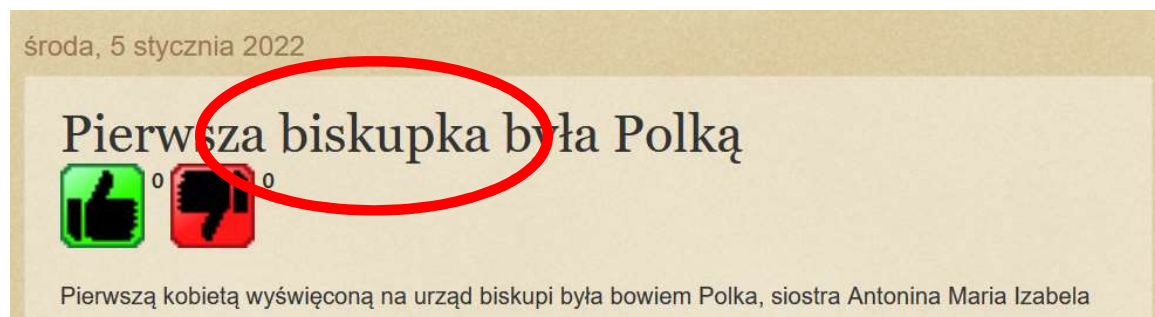 środa, 5 stycznia 2022
Pierwsza biskupka była Polką
0 0
Pierwszą kobietą wyświęconą na urząd biskupi była bowiem Polka, siostra Antonina Maria Izabela